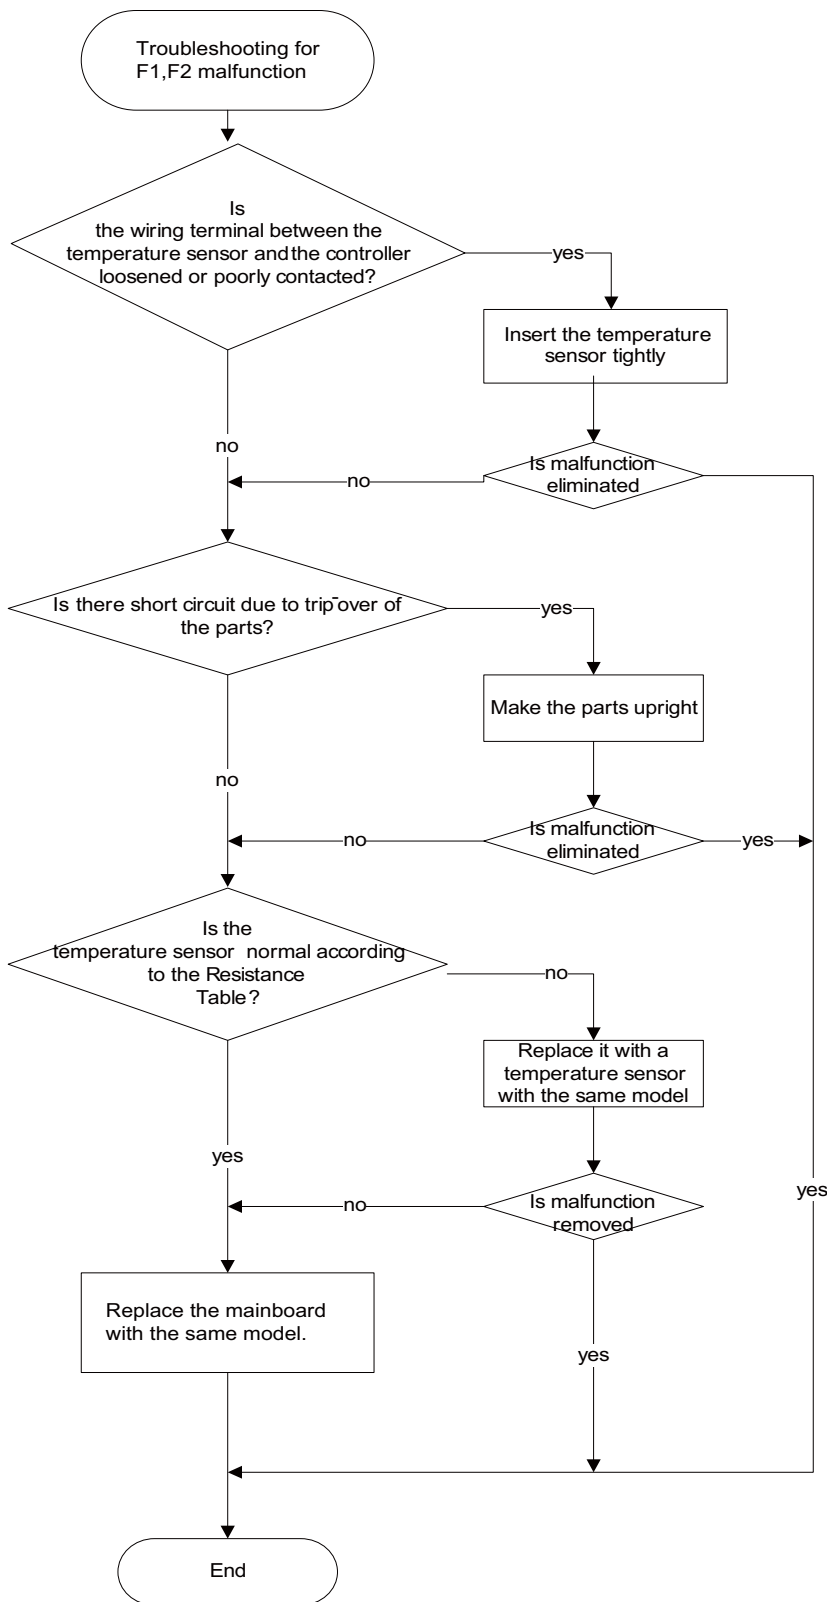 Troubleshooting for
F1,F2 malfunction
Is
the wiring terminal between the
temperature sensor and the controller
loosened or poorly contacted?
yes
Insert the temperature
sensor tightly
no
Is malfunction
eliminated
no
Is there short circuit due to trip-over of
the parts?
yes
Make the parts upright
no
Is malfunction
eliminated
no
yes
Is the
temperature sensor normal according
to the Resistance
Table?
no
Replace it with a
temperature sensor
with the same model
yes
yes
Is malfunction
removed
no
Replace the mainboard
with the same model.
yes
End